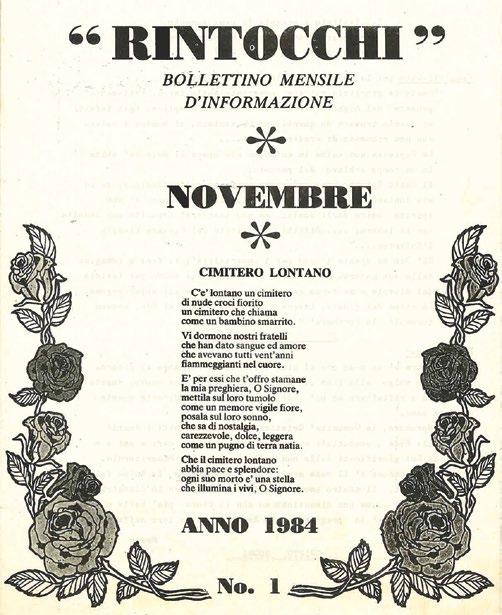 “ RINTOCCHI ”
BOLLETTINO MENSILE
D'INFORMAZIONE
*
NOVEMBRE
*
CIMITERO LONTANO
C'e' lontano un cimitero
di nude croci fiorito
un cimitero che chiama
come un bambino smarrito.
Vi dormone nostri fratelli
che han dato sangue ed amore
che avevano tutti vent'anni
fiammeggianti nel cuore.
E' per essi che t'offro stamane
la mia preghiera, O Signore,
mettila sul loro tumolo
come un memore vigile fiore,
posala sul loro sonno,
che sa di nostalgia,
carezzevole, dolce, leggera
come un pugno di terra natia.
Che il cimitero lontano
abbia pace e splendore:
ogni suo morto e' una stella
che illumina i vivi, O Signore.
ANNO 1984
No. 1